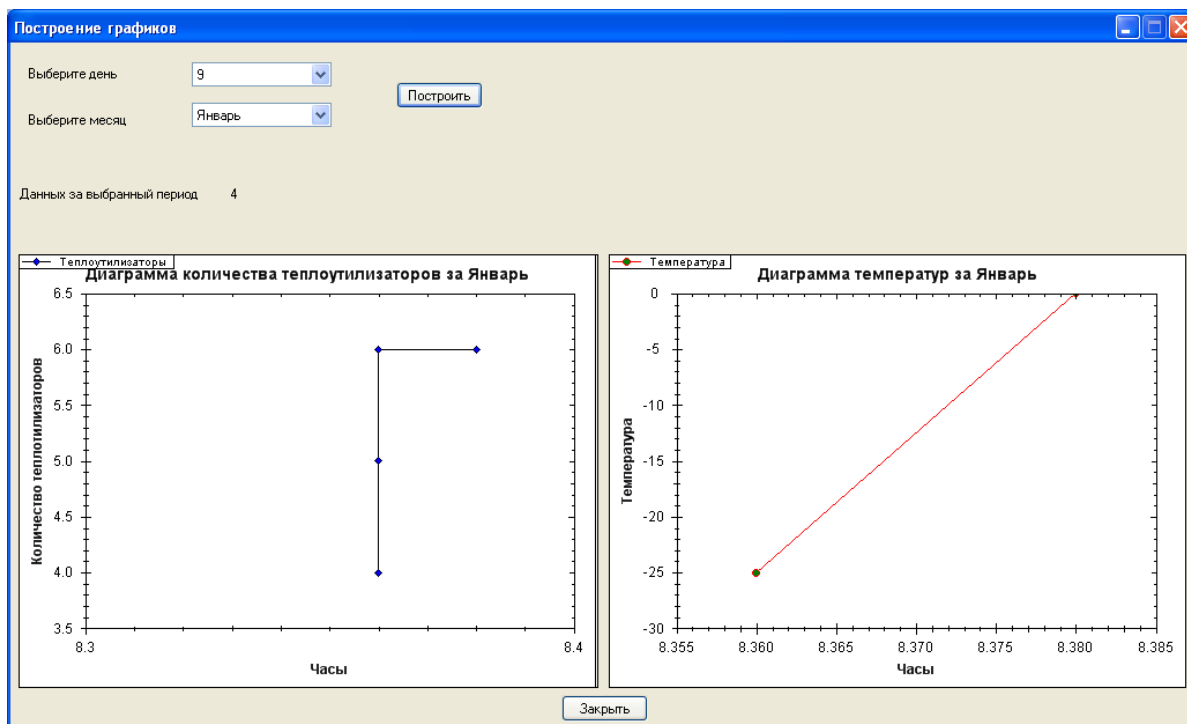 Построение графиков
Выберите день
9
Построить
Выберите месяц
Январь
Данных за выбранный период 4
Теплоутилизаторы
Диаграмма количества теплоутилизаторов за Январь
6.5
6.0
5.5
5.0
4.5
4.0
3.5
Количество теплотилизаторов
8.3 8.4
Часы
Температура
Диаграмма температур за Январь
0
-5
-10
-15
-20
-25
-30
Температура
8.355 8.360 8.365 8.370 8.375 8.380 8.385
Часы
Закрыть